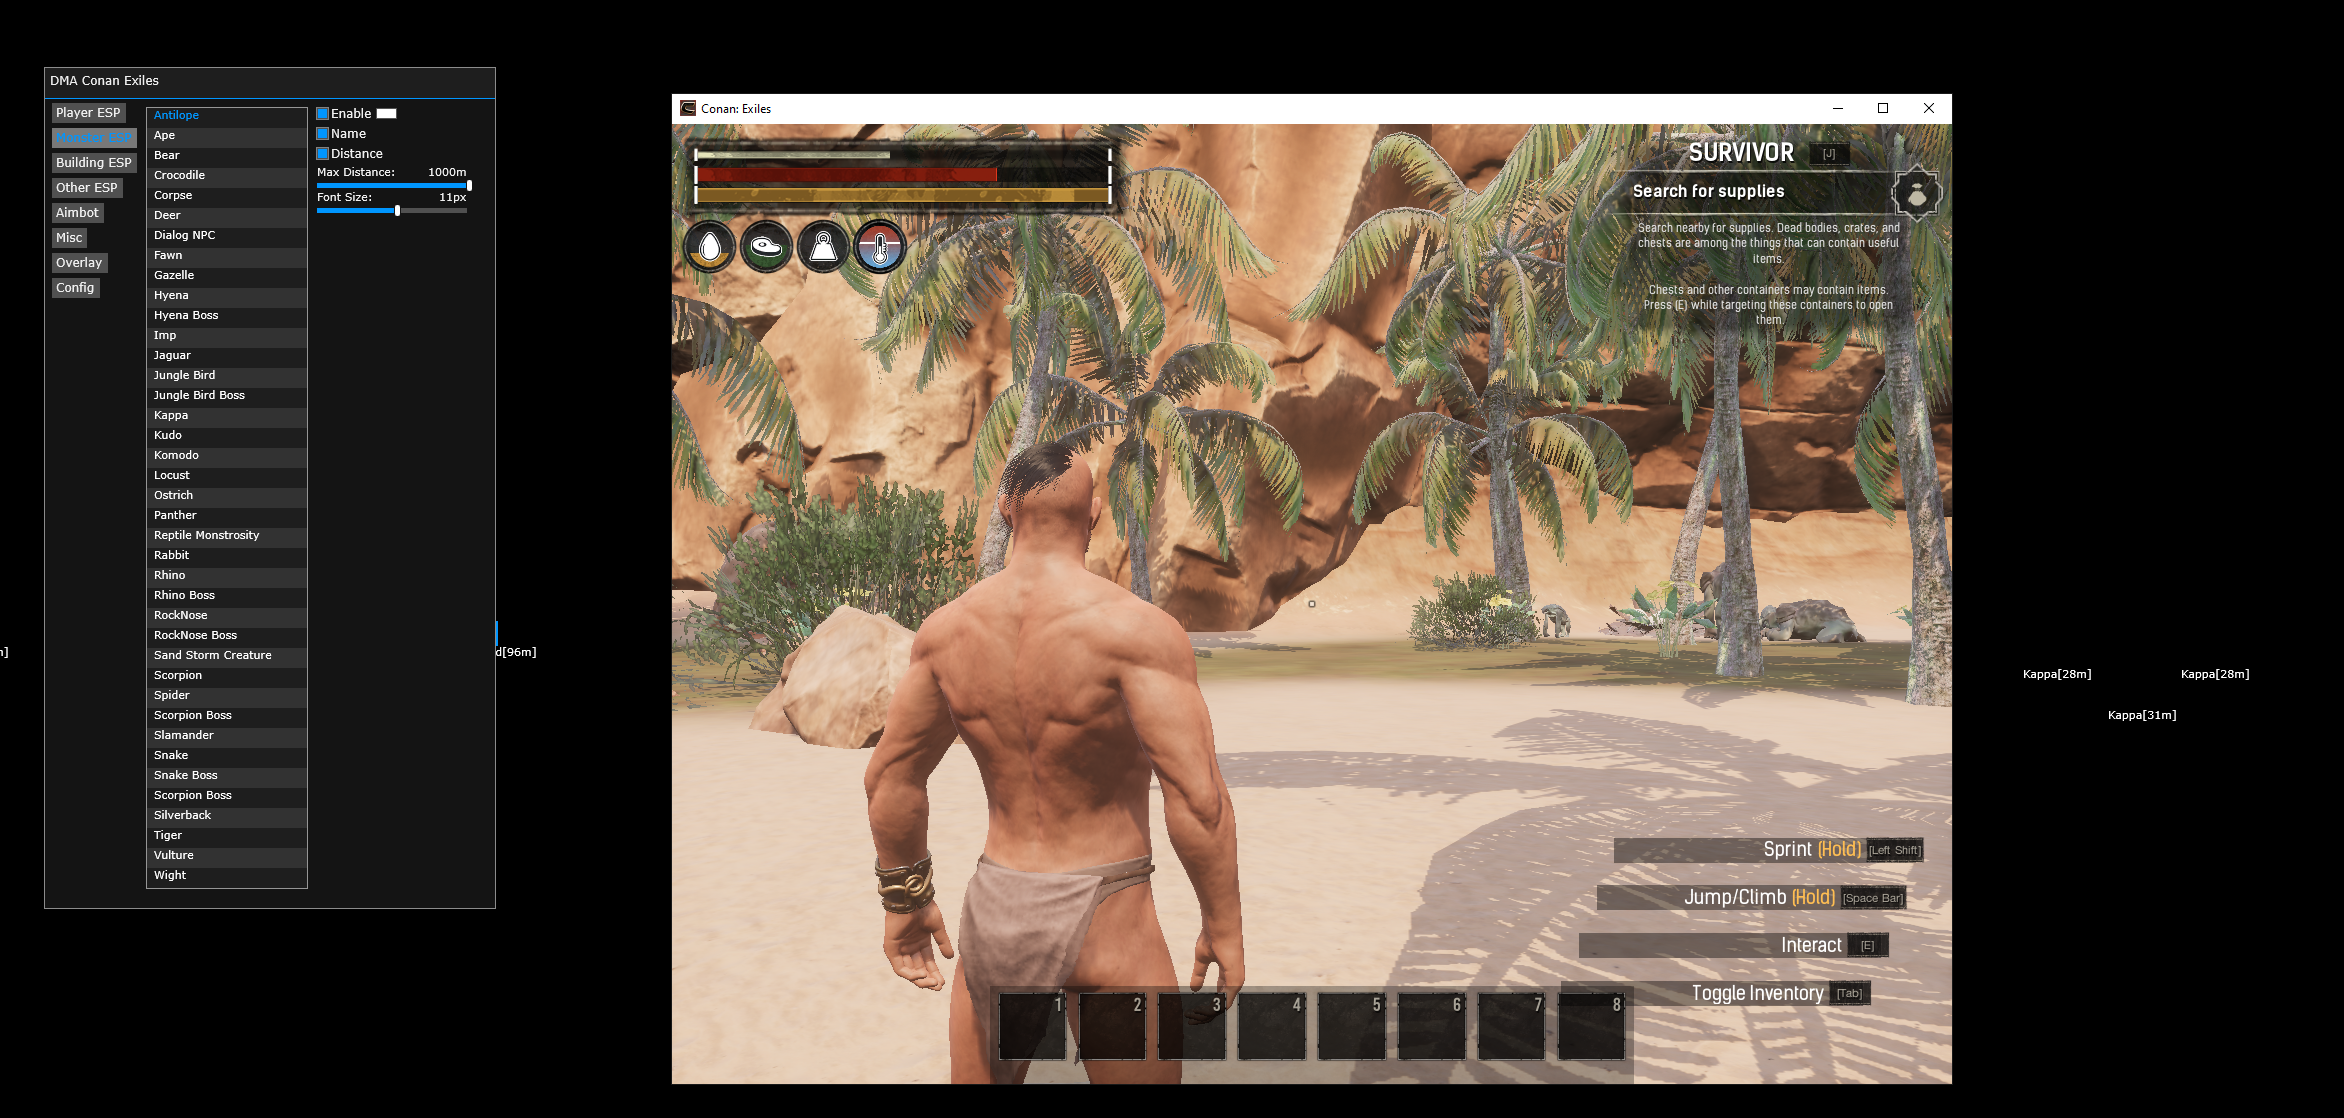 DMA Conan Exiles
Player ESP
Building ESP
Other ESP
Aimbot
Misc
Overlay
Config
Antilope
Ape
Bear
Crocodile
Corpse
Deer
Dialog NPC
Fawn
Gazelle
Hyena
Hyena Boss
Imp
Jaguar
Jungle Bird
Jungle Bird Boss
Kappa
Kudo
Komodo
Locust
Ostrich
Panther
Reptile Monstrosity
Rabbit
Rhino
Rhino Boss
RockNose
RockNose Boss
Sand Storm Creature
Scorpion
Spider
Scorpion Boss
Slamander
Snake
Snake Boss
Scorpion Boss
Silverback
Tiger
Vulture
Wight
Enable
Name
Distance
Max Distance: 1000m
Font Size: 11px
d[96m]
Conan: Exiles
SURVIVOR [J]
Search for supplies
Search nearby for supplies. Dead bodies, crates, and
chests are among the things that can contain useful
items.
Chests and other containers may contain items.
Press (E) while targeting these containers to open
them.
Sprint (Hold) [Left Shift]
Jump/Climb (Hold) [Space Bar]
Interact [E]
Toggle Inventory [Tab]
1 2 3 4 5 6 7 8
Kappa[28m] Kappa[28m]
Kappa[31m]